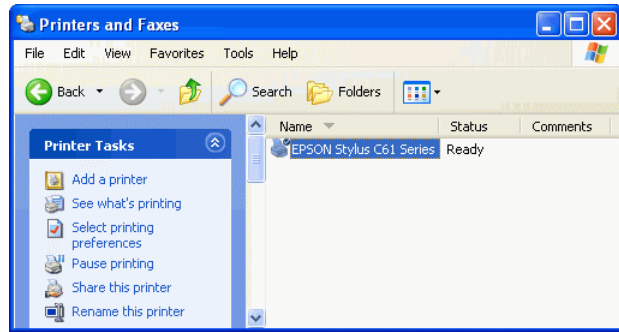 Printers and Faxes
File Edit View Favorites Tools Help
Back Search Folders
Name Status Comments
EPSON Stylus C61 Series Ready
Printer Tasks
Add a printer
See what's printing
Select printing
preferences
Pause printing
Share this printer
Rename this printer